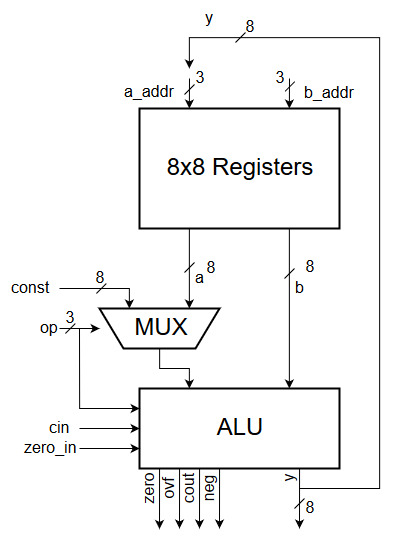 y
8
3
3
a_addr
b_addr
8x8 Registers
8
8
8
a
b
const
3
op
MUX
cin
ALU
zero_in
zero
ovf
cout
neg
y
8